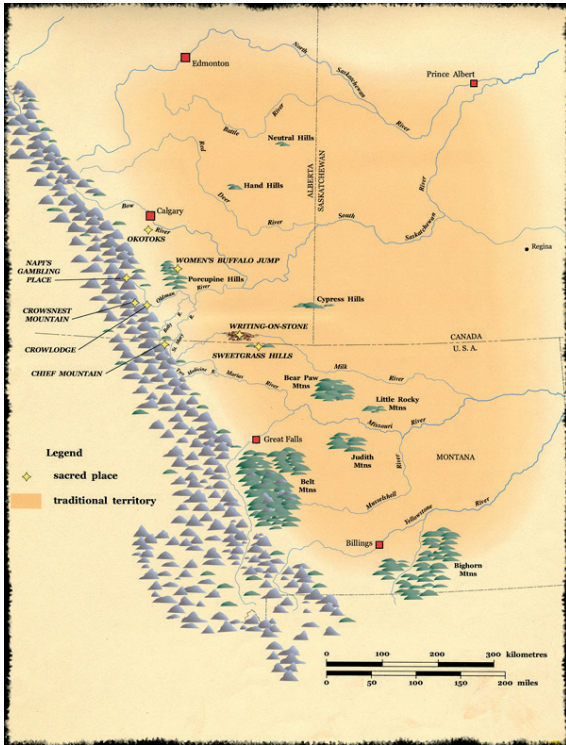 Edmonton
North
Saskatchewan
River
Prince Albert
Battle
River
Neutral Hills
Red
Deer
River
Hand Hills
ALBERTA
SASKATCHEWAN
South
Saskatchewan
River
Bow
River
Calgary
OKOTOKS
Regina
NAPI'S
GAMBLING
PLACE
WOMEN'S BUFFALO JUMP
Porcupine Hills
Oldman
River
CROWSNEST
MOUNTAIN
Cypress Hills
Belly
R.
St. Mary
R.
CROWLODGE
WRITING-ON-STONE
CANADA
U. S. A.
SWEETGRASS HILLS
CHIEF MOUNTAIN
Medicine
R.
Marias
River
Milk
River
Bear Paw
Mtns
Little Rocky
Mtns
Missouri
River
Great Falls
Judith
Mtns
River
MONTANA
Belt
Mtns
Musselshell
Yellowstone
River
Billings
Bighorn
Mtns
Legend
sacred place
traditional territory
0 100 200 300 kilometres
0 50 100 150 200
miles